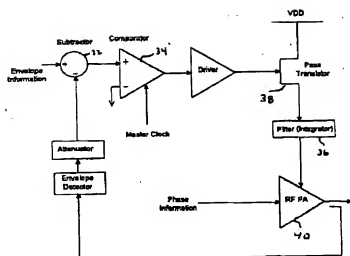 VDD
Subtractor
32
Comparator
34
Envelope
Information
+
-
+
-
Driver
Pass
Transistor
38
Master Clock
Filter (Integrator)
36
Attenuator
Envelope
Detector
Phase
Information
RF PA
40